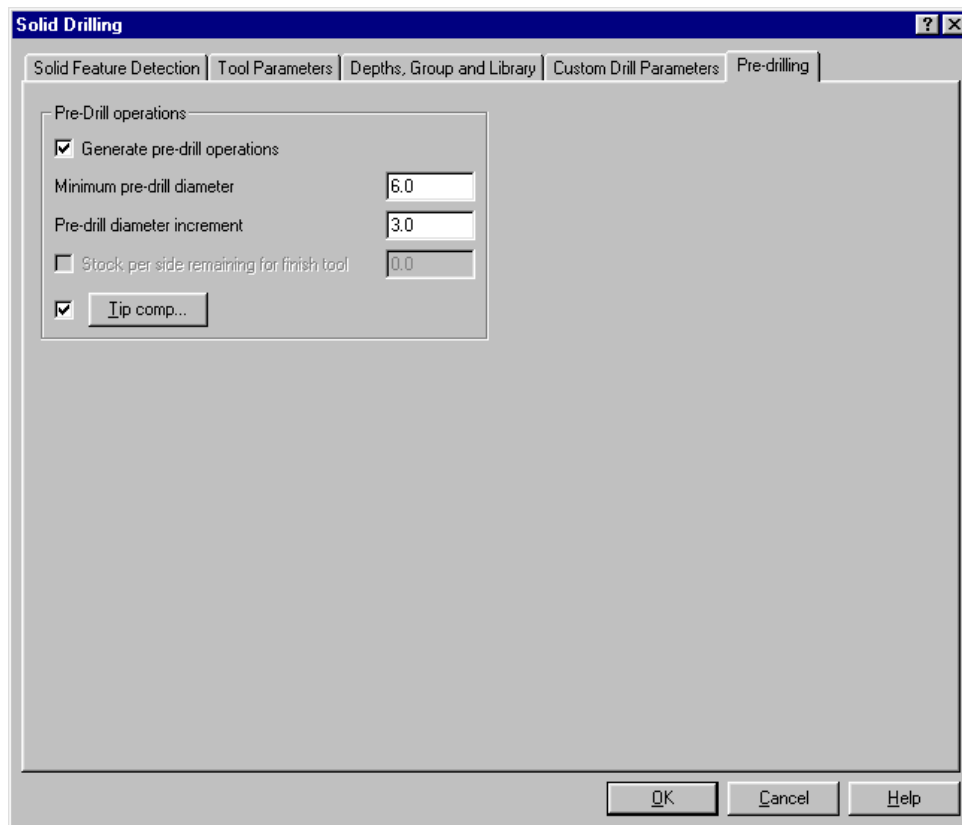 Solid Drilling
Solid Feature Detection
Tool Parameters
Depths, Group and Library
Custom Drill Parameters
Pre-drilling
Pre-Drill operations
Generate pre-drill operations
Minimum pre-drill diameter 6.0
Pre-drill diameter increment 3.0
Stock per side remaining for finish tool 0.0
Tip comp...
OK Cancel Help